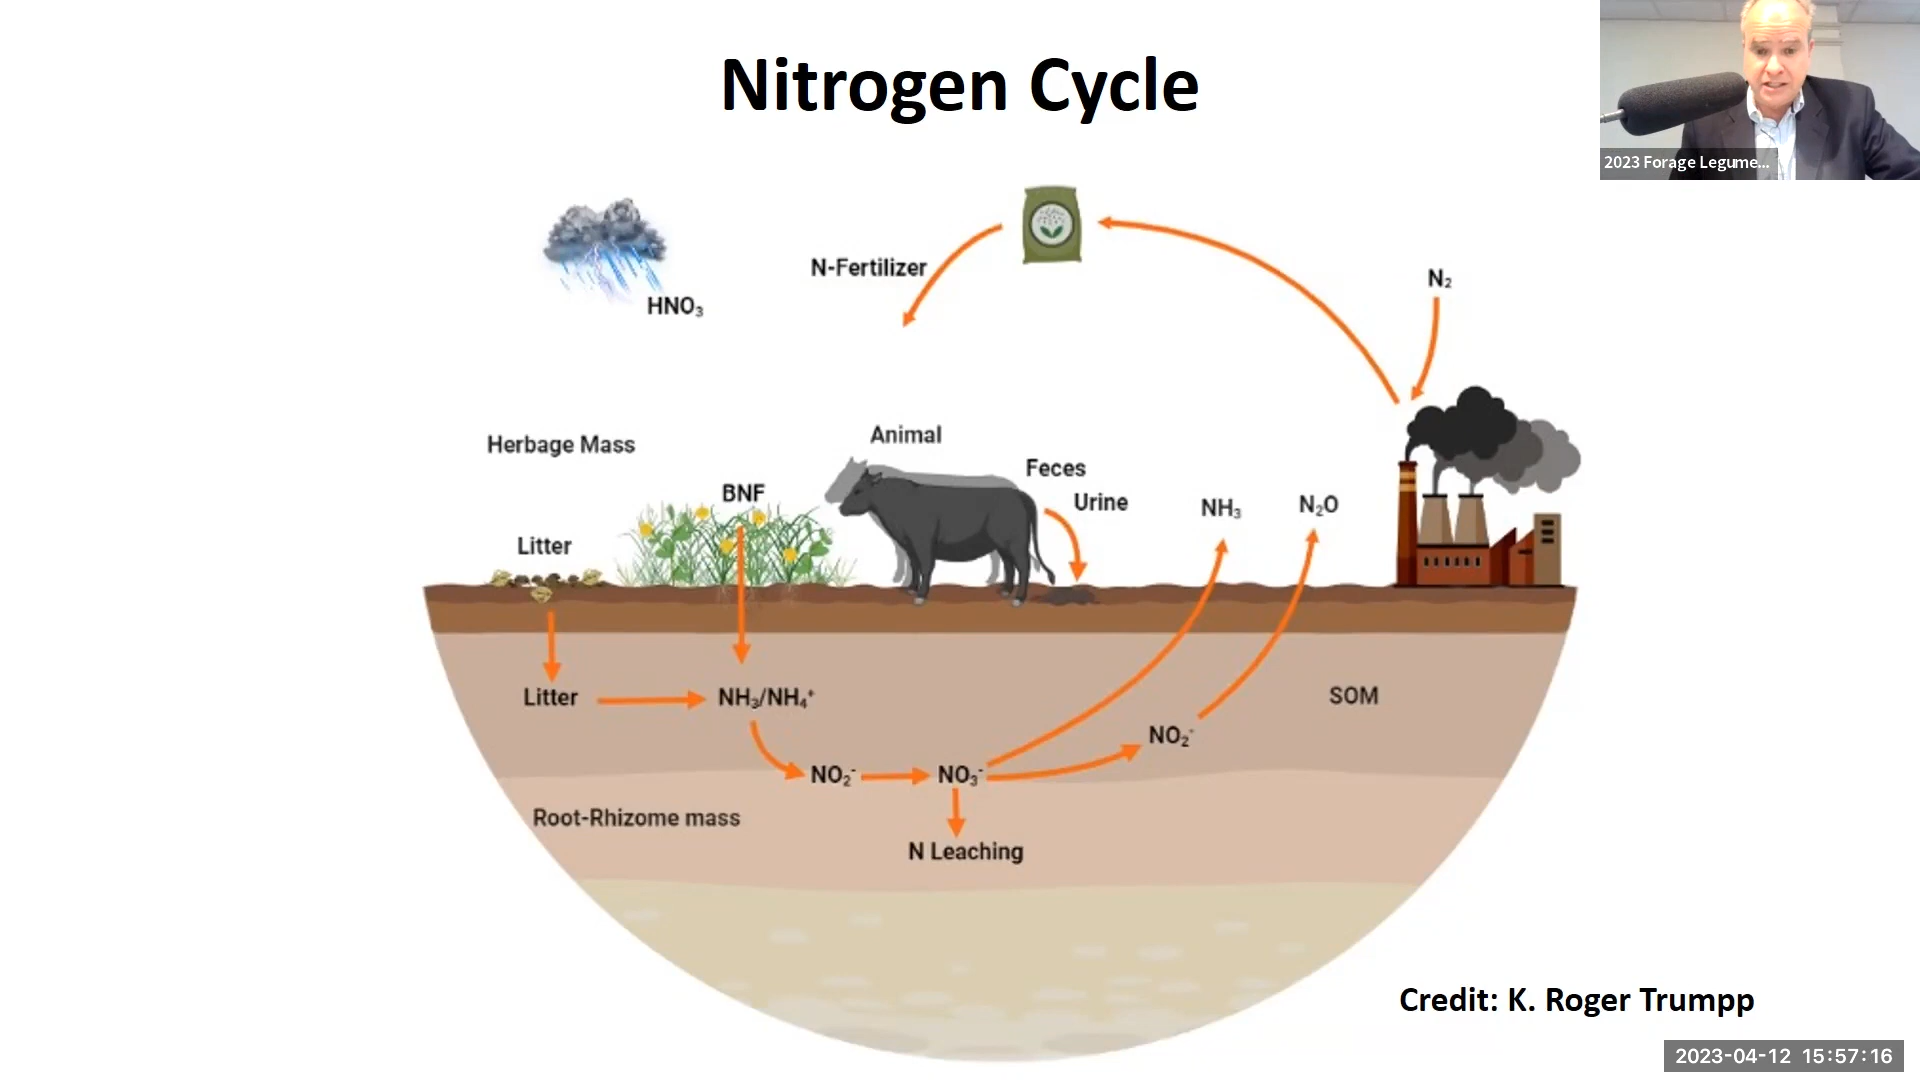 Nitrogen Cycle
2023 Forage Legume...
N-Fertilizer
HNO₃
N₂
Herbage Mass
Animal
Feces
Urine
BNF
NH₃
N₂O
Litter
Litter
NH₃/NH₄⁺
SOM
NO₂⁻
NO₂⁻
NO₃⁻
Root-Rhizome mass
N Leaching
Credit: K. Roger Trumpp
2023-04-12 15:57:16